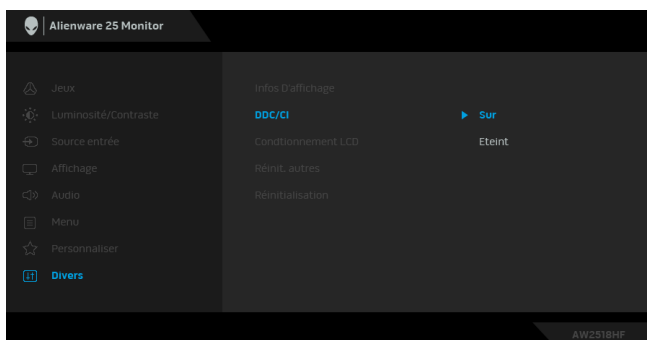 Alienware 25 Monitor
Jeux
Infos D'affichage
Luminosité/Contraste
DDC/CI
Sur
Source entrée
Condtionnement LCD
Eteint
Affichage
Réinit. autres
Audio
Réinitialisation
Menu
Personnaliser
Divers
AW2518HF